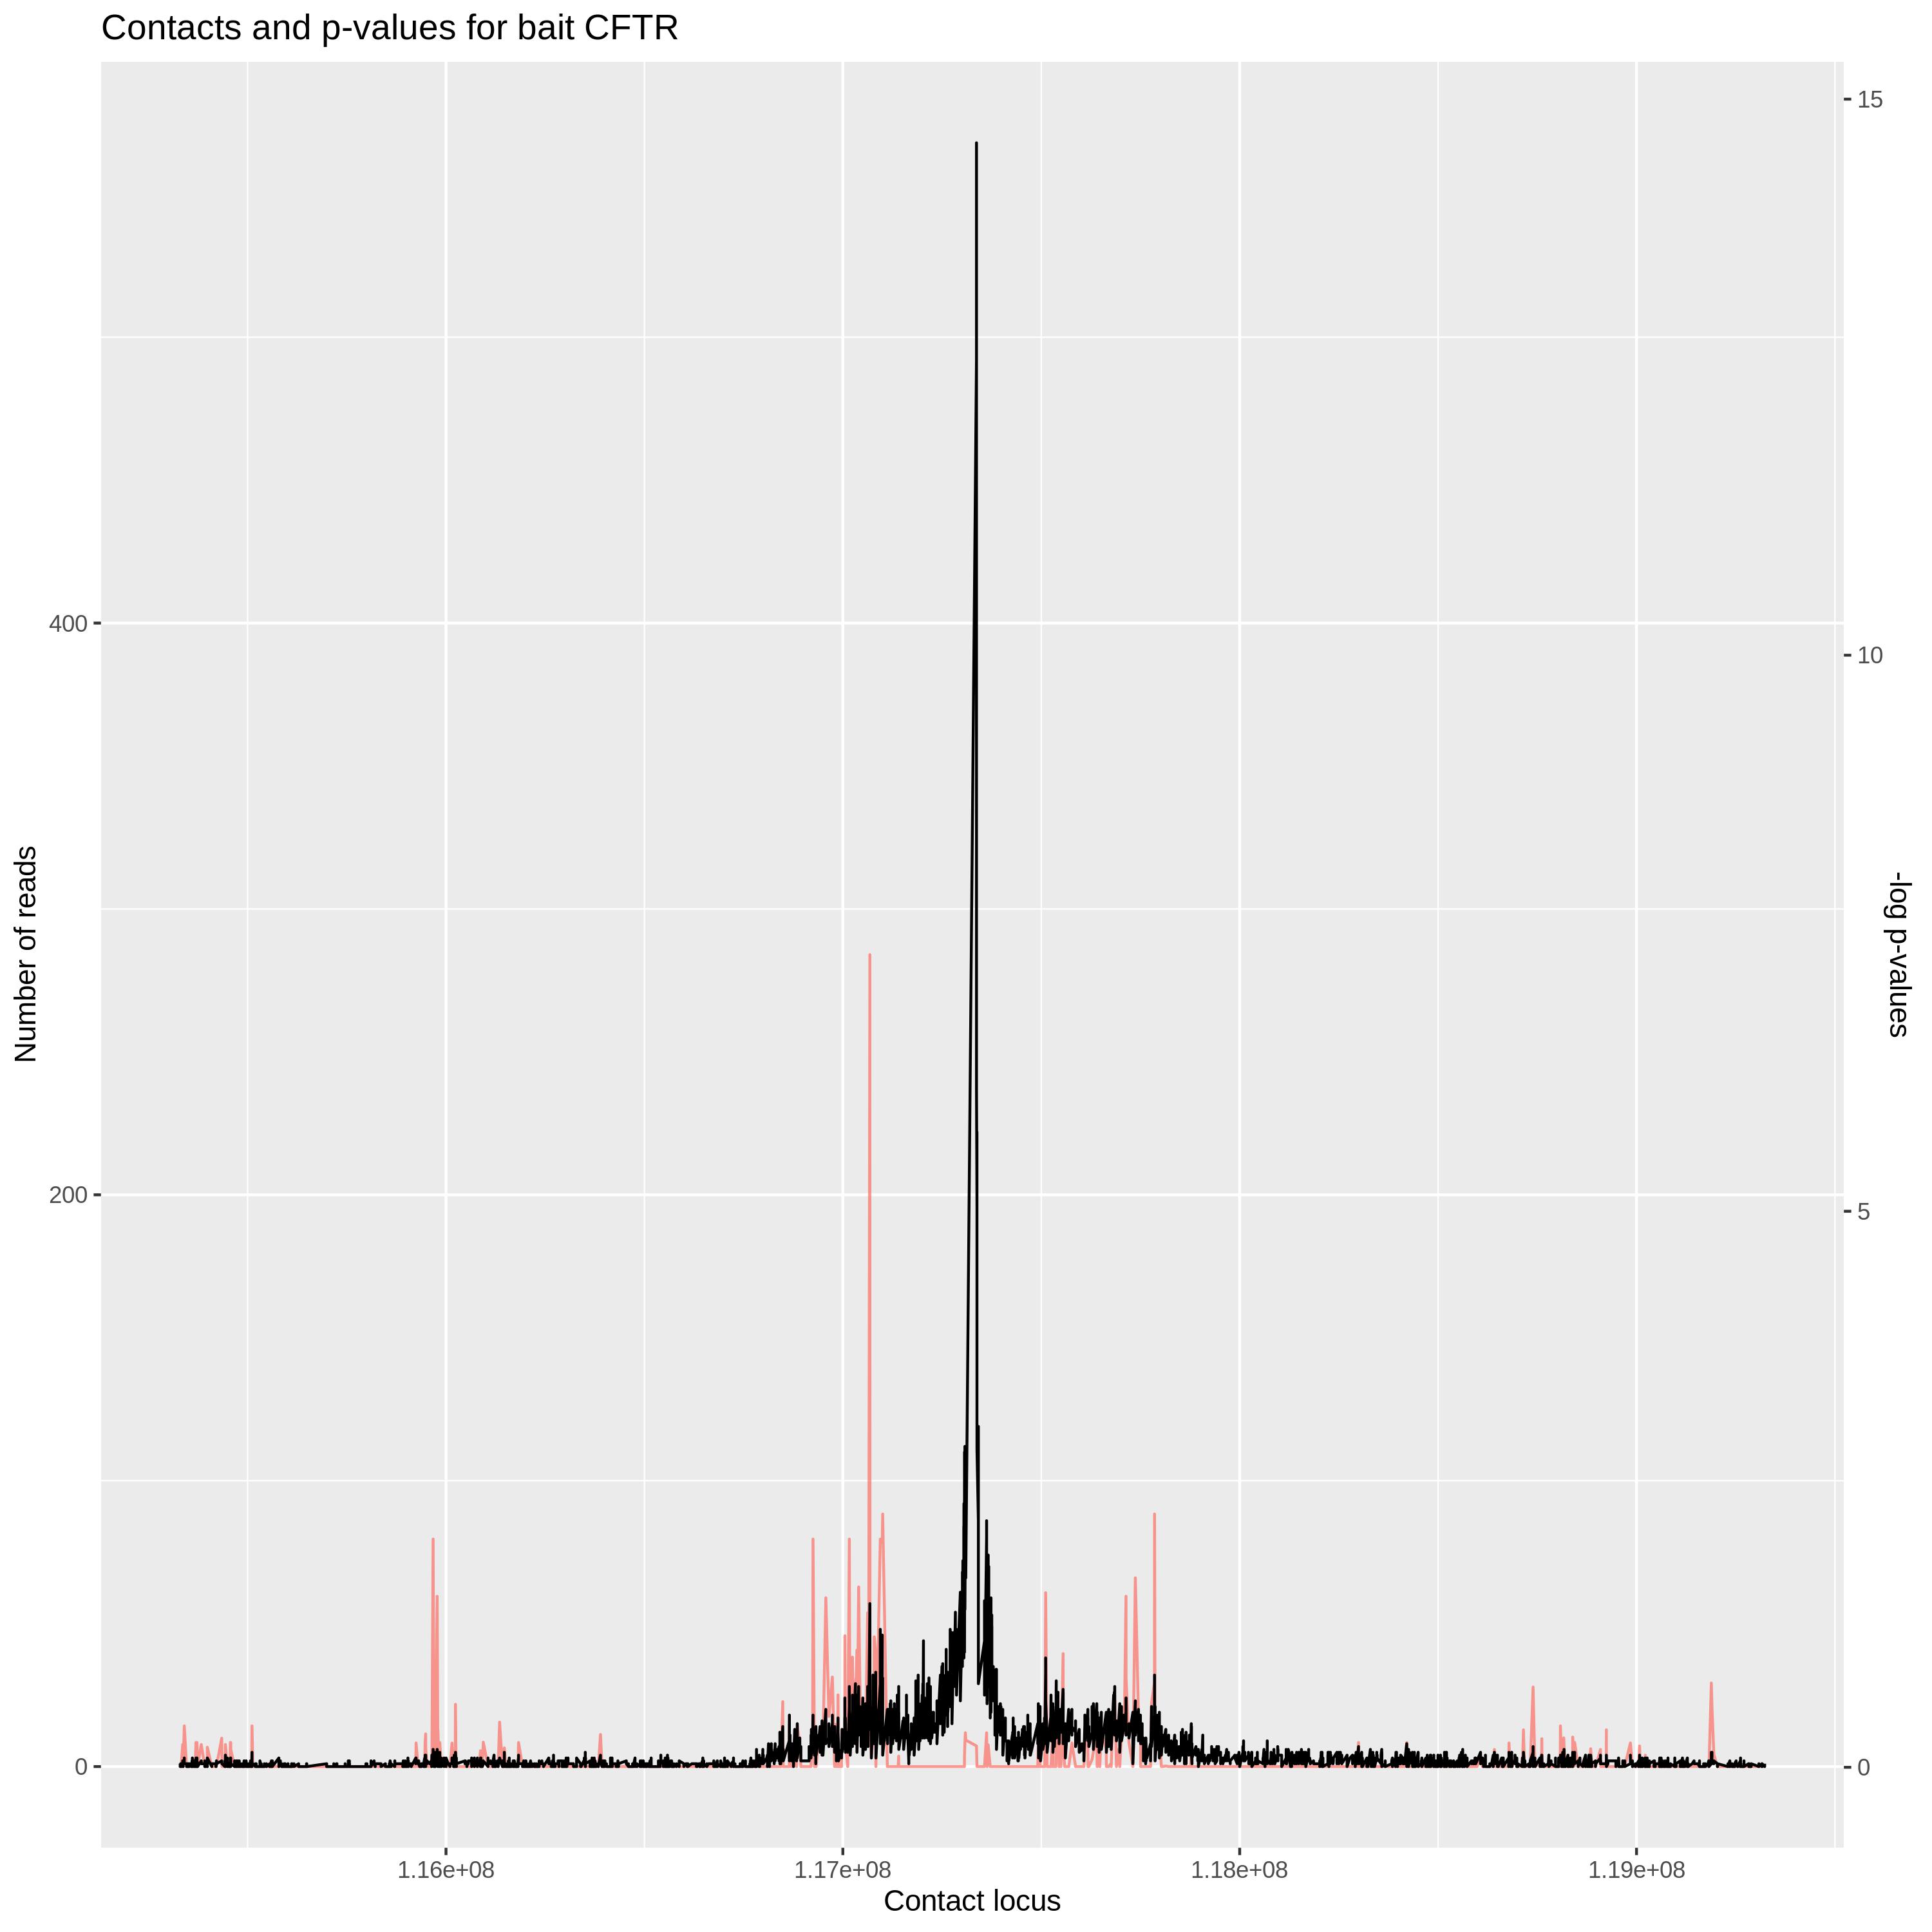 Contacts and p-values for bait CFTR
15
400
10
Number of reads
-log p-values
200
5
0
0
1.16e+08
1.17e+08
1.18e+08
1.19e+08
Contact locus